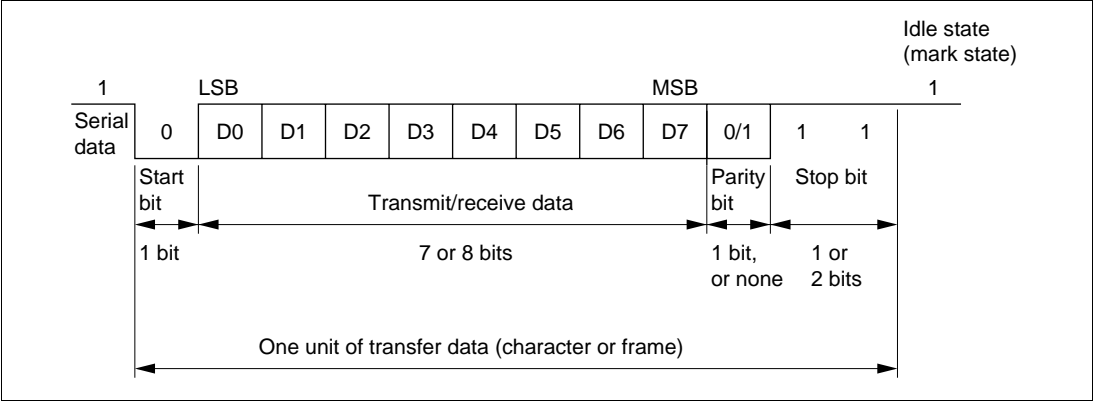 Idle state
(mark state)
1 LSB MSB 1
Serial
data
0 D0 D1 D2 D3 D4 D5 D6 D7 0/1 1 1
Start
bit
Transmit/receive data
Parity
bit
Stop bit
1 bit
7 or 8 bits
1 bit,
or none
1 or
2 bits
One unit of transfer data (character or frame)